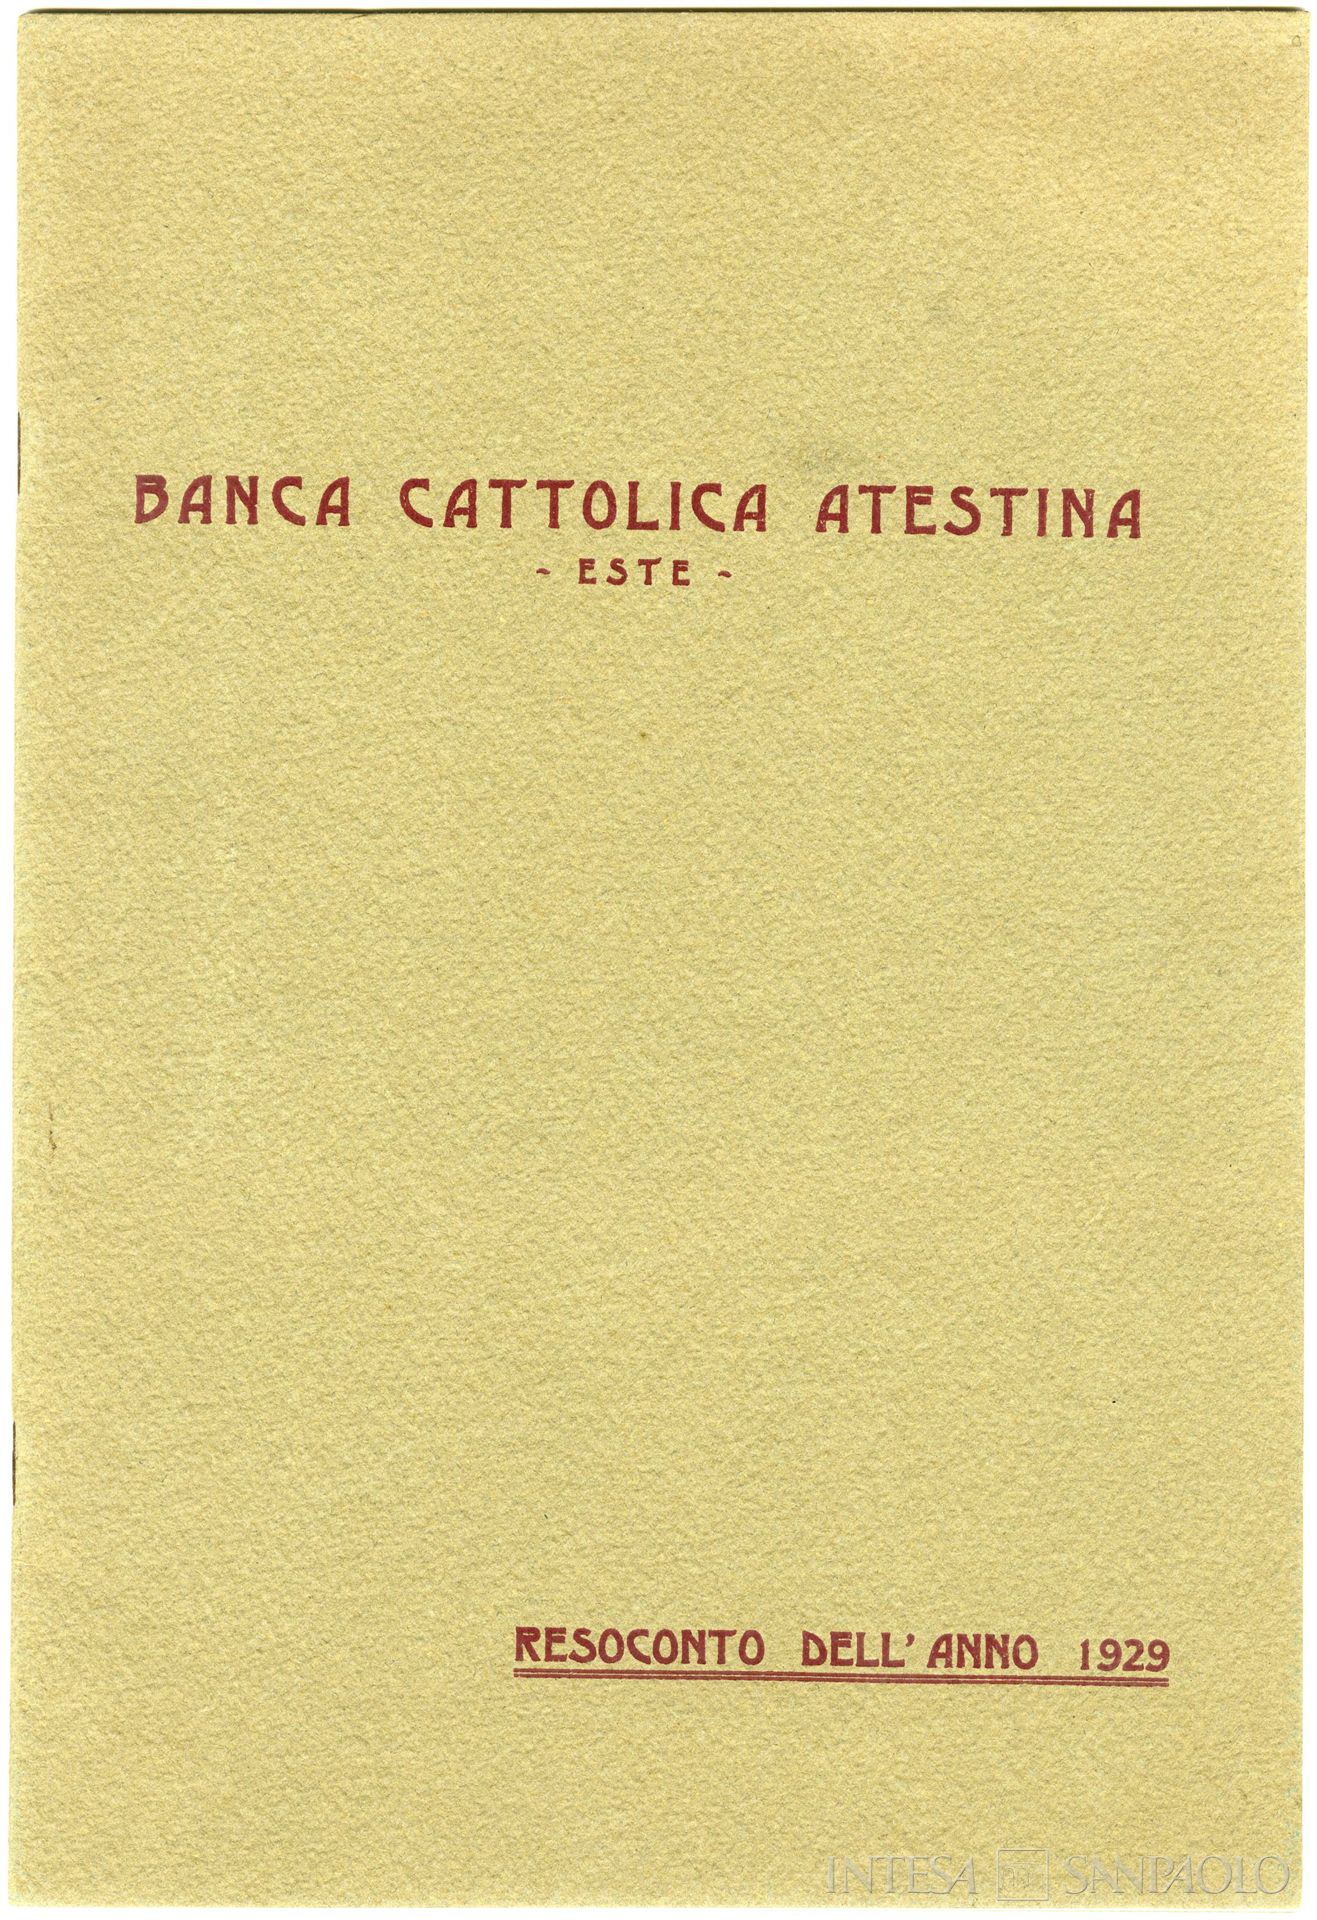 BANCA CATTOLICA ATESTINA
~ ESTE ~
RESOCONTO DELL'ANNO 1929
INTESA SANPAOLO